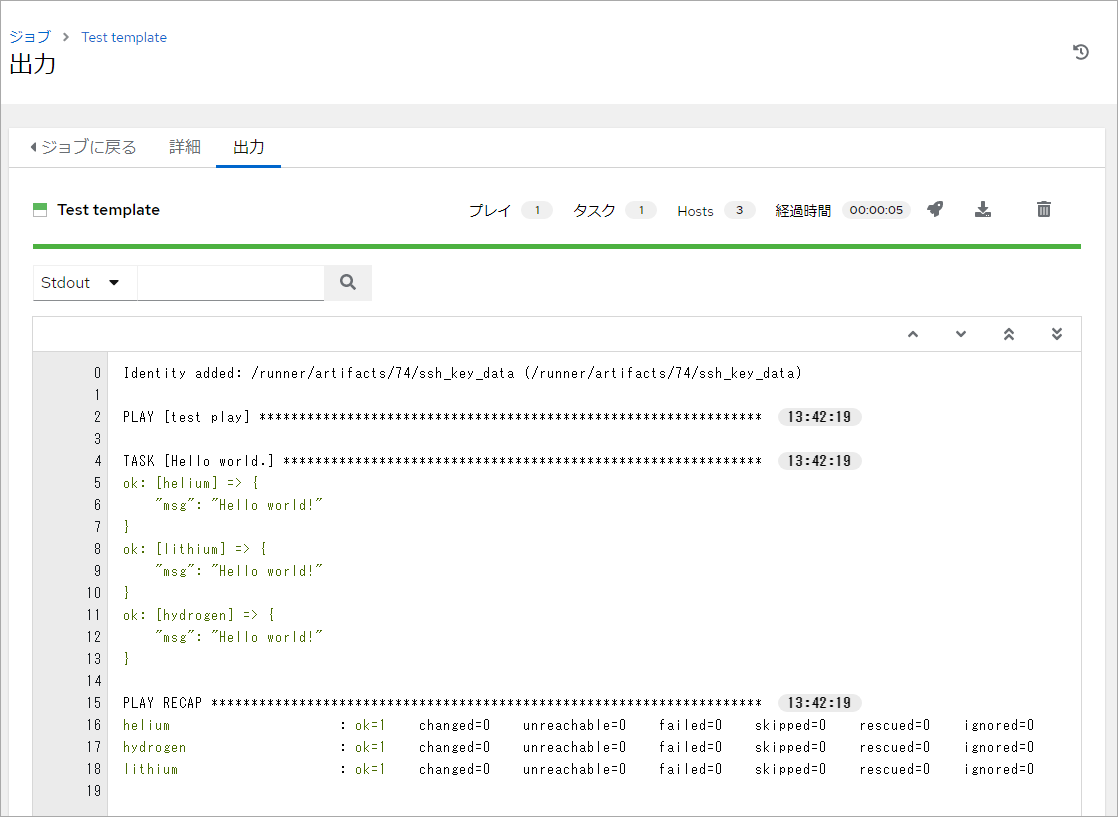 ジョブ > Test template
出力
ジョブに戻る 詳細 出力
Test template プレイ 1 タスク 1 Hosts 3 経過時間 00:00:05
Stdout
0 Identity added: /runner/artifacts/74/ssh_key_data (/runner/artifacts/74/ssh_key_data)
1
2 PLAY [test play] *************************************************************** 13:42:19
3
4 TASK [Hello world.] ************************************************************ 13:42:19
5 ok: [helium] => {
6     "msg": "Hello world!"
7 }
8 ok: [lithium] => {
9     "msg": "Hello world!"
10 }
11 ok: [hydrogen] => {
12     "msg": "Hello world!"
13 }
14
15 PLAY RECAP ********************************************************************* 13:42:19
16 helium                     : ok=1    changed=0    unreachable=0    failed=0    skipped=0    rescued=0    ignored=0
17 hydrogen                   : ok=1    changed=0    unreachable=0    failed=0    skipped=0    rescued=0    ignored=0
18 lithium                    : ok=1    changed=0    unreachable=0    failed=0    skipped=0    rescued=0    ignored=0
19